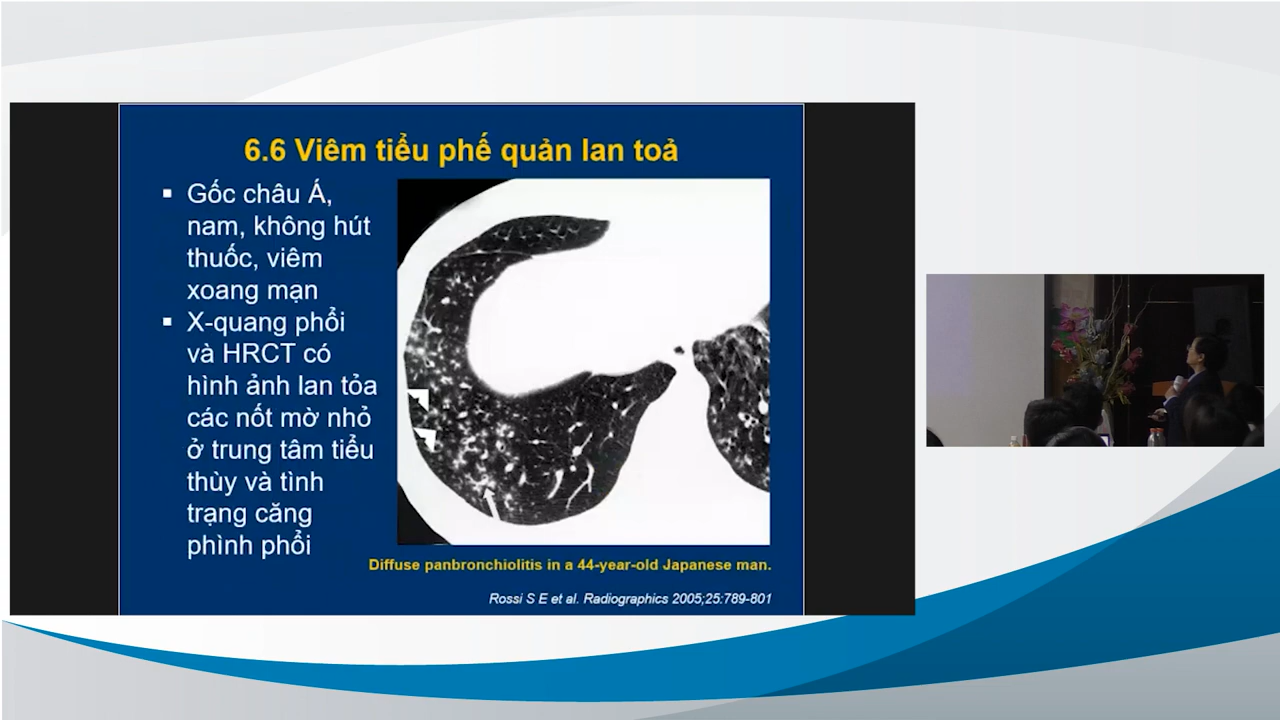 6.6 Viêm tiểu phế quản lan toả
▪ Gốc châu Á,
nam, không hút
thuốc, viêm
xoang mạn
▪ X-quang phổi
và HRCT có
hình ảnh lan tỏa
các nốt mờ nhỏ
ở trung tâm tiểu
thùy và tình
trạng căng
phình phổi
Diffuse panbronchiolitis in a 44-year-old Japanese man.
Rossi S E et al. Radiographics 2005;25:789-801